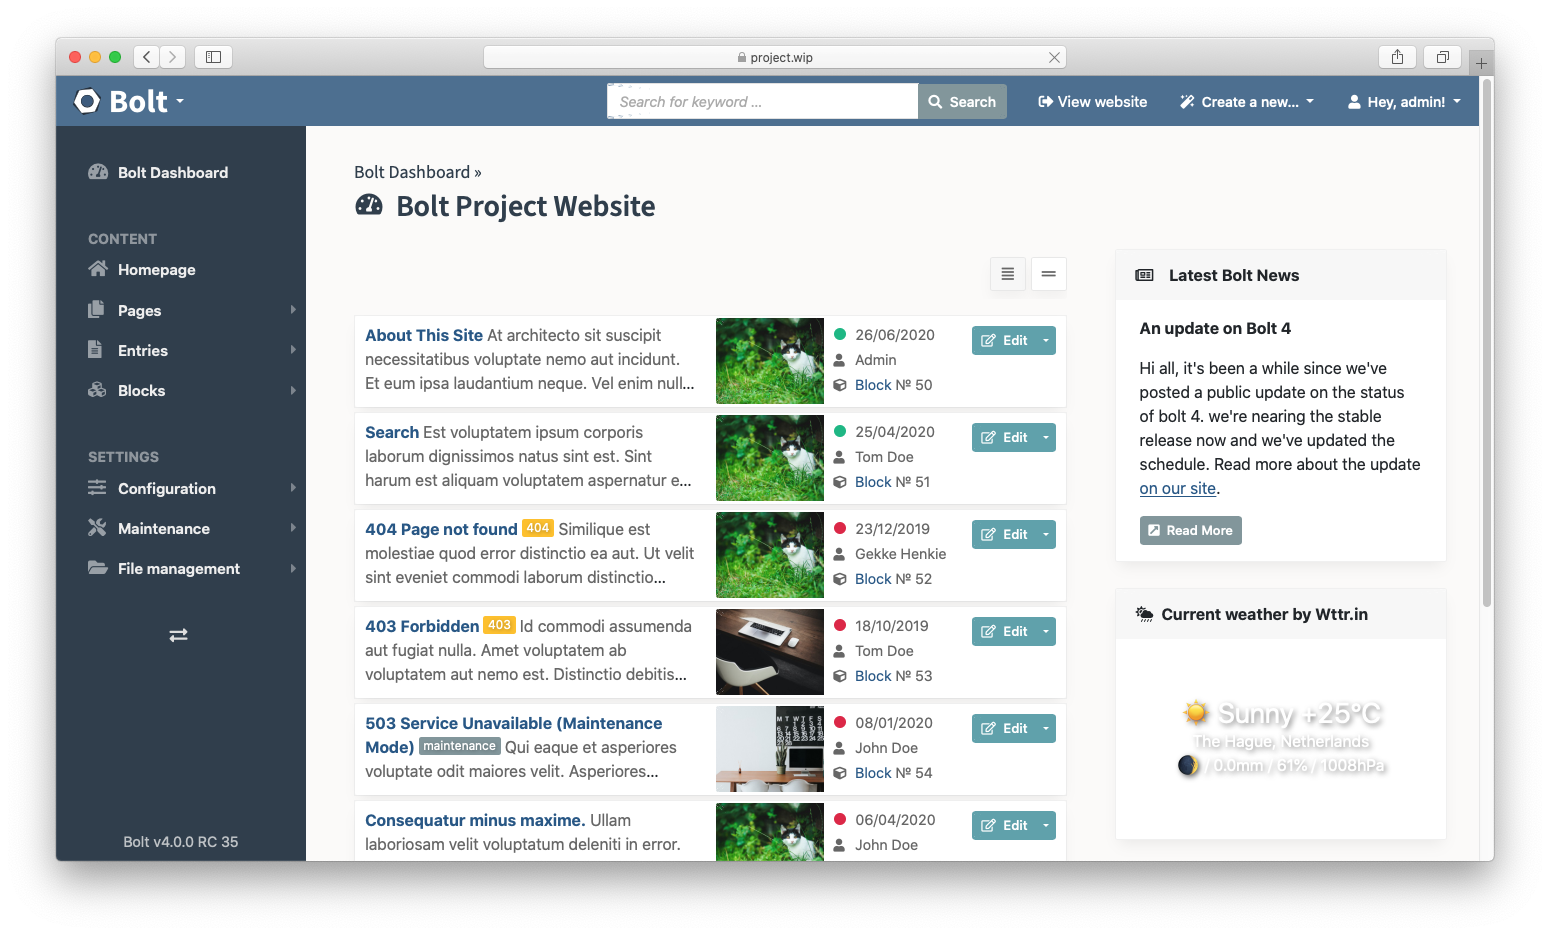 project.wip
Bolt
Search for keyword ...
Search
View website
Create a new...
Hey, admin!
Bolt Dashboard
CONTENT
Homepage
Pages
Entries
Blocks
SETTINGS
Configuration
Maintenance
File management
Bolt v4.0.0 RC 35
Bolt Dashboard »
Bolt Project Website
About This Site At architecto sit suscipit
necessitatibus voluptate nemo aut incidunt.
Et eum ipsa laudantium neque. Vel enim null...
26/06/2020
Admin
Block № 50
Edit
Search Est voluptatem ipsum corporis
laborum dignissimos natus sint est. Sint
harum est aliquam voluptatem aspernatur e...
25/04/2020
Tom Doe
Block № 51
Edit
404 Page not found 404 Similique est
molestiae quod error distinctio ea aut. Ut velit
sint eveniet commodi laborum distinctio...
23/12/2019
Gekke Henkie
Block № 52
Edit
403 Forbidden 403 Id commodi assumenda
aut fugiat nulla. Amet voluptatem ab
voluptatem aut nemo est. Distinctio debitis...
18/10/2019
Tom Doe
Block № 53
Edit
503 Service Unavailable (Maintenance
Mode) maintenance Qui eaque et asperiores
voluptate odit maiores velit. Asperiores...
08/01/2020
John Doe
Block № 54
Edit
Consequatur minus maxime. Ullam
laboriosam velit voluptatum deleniti in error.
06/04/2020
John Doe
Edit
Latest Bolt News
An update on Bolt 4
Hi all, it's been a while since we've
posted a public update on the status
of bolt 4. we're nearing the stable
release now and we've updated the
schedule. Read more about the update
on our site.
Read More
Current weather by Wttr.in
Sunny +25°C
The Hague, Netherlands
/ 0.0mm / 61% / 1008hPa